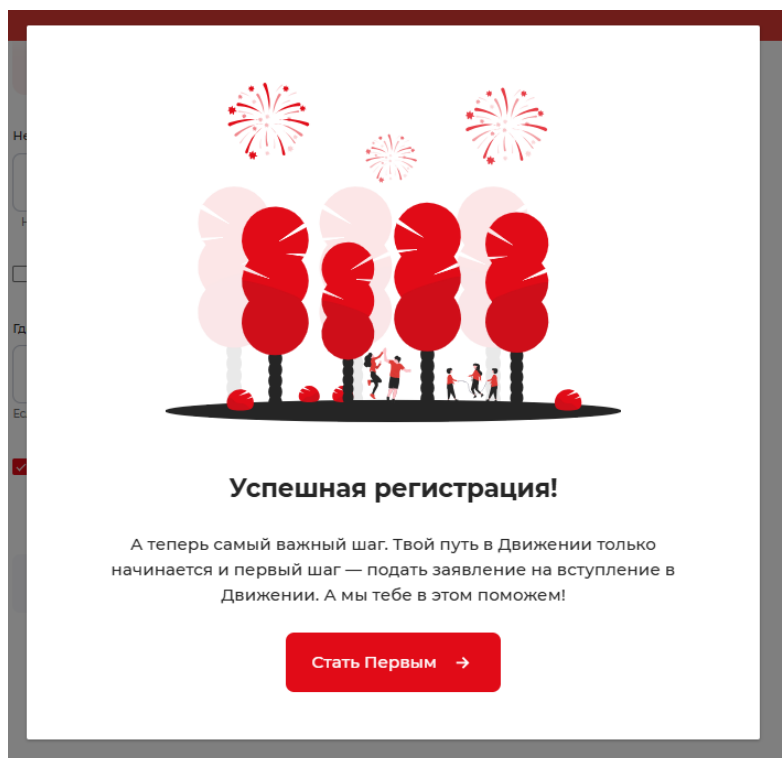 Успешная регистрация!
А теперь самый важный шаг. Твой путь в Движении только
начинается и первый шаг — подать заявление на вступление в
Движении. А мы тебе в этом поможем!
Стать Первым →